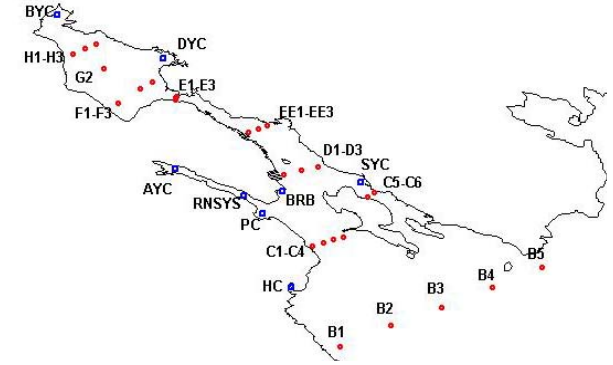 BYC
DYC
H1-H3
G2
E1-E3
F1-F3
EE1-EE3
D1-D3
SYC
AYC
C5-C6
RNSYS
BRB
PC
C1-C4
B5
B4
HC
B3
B2
B1